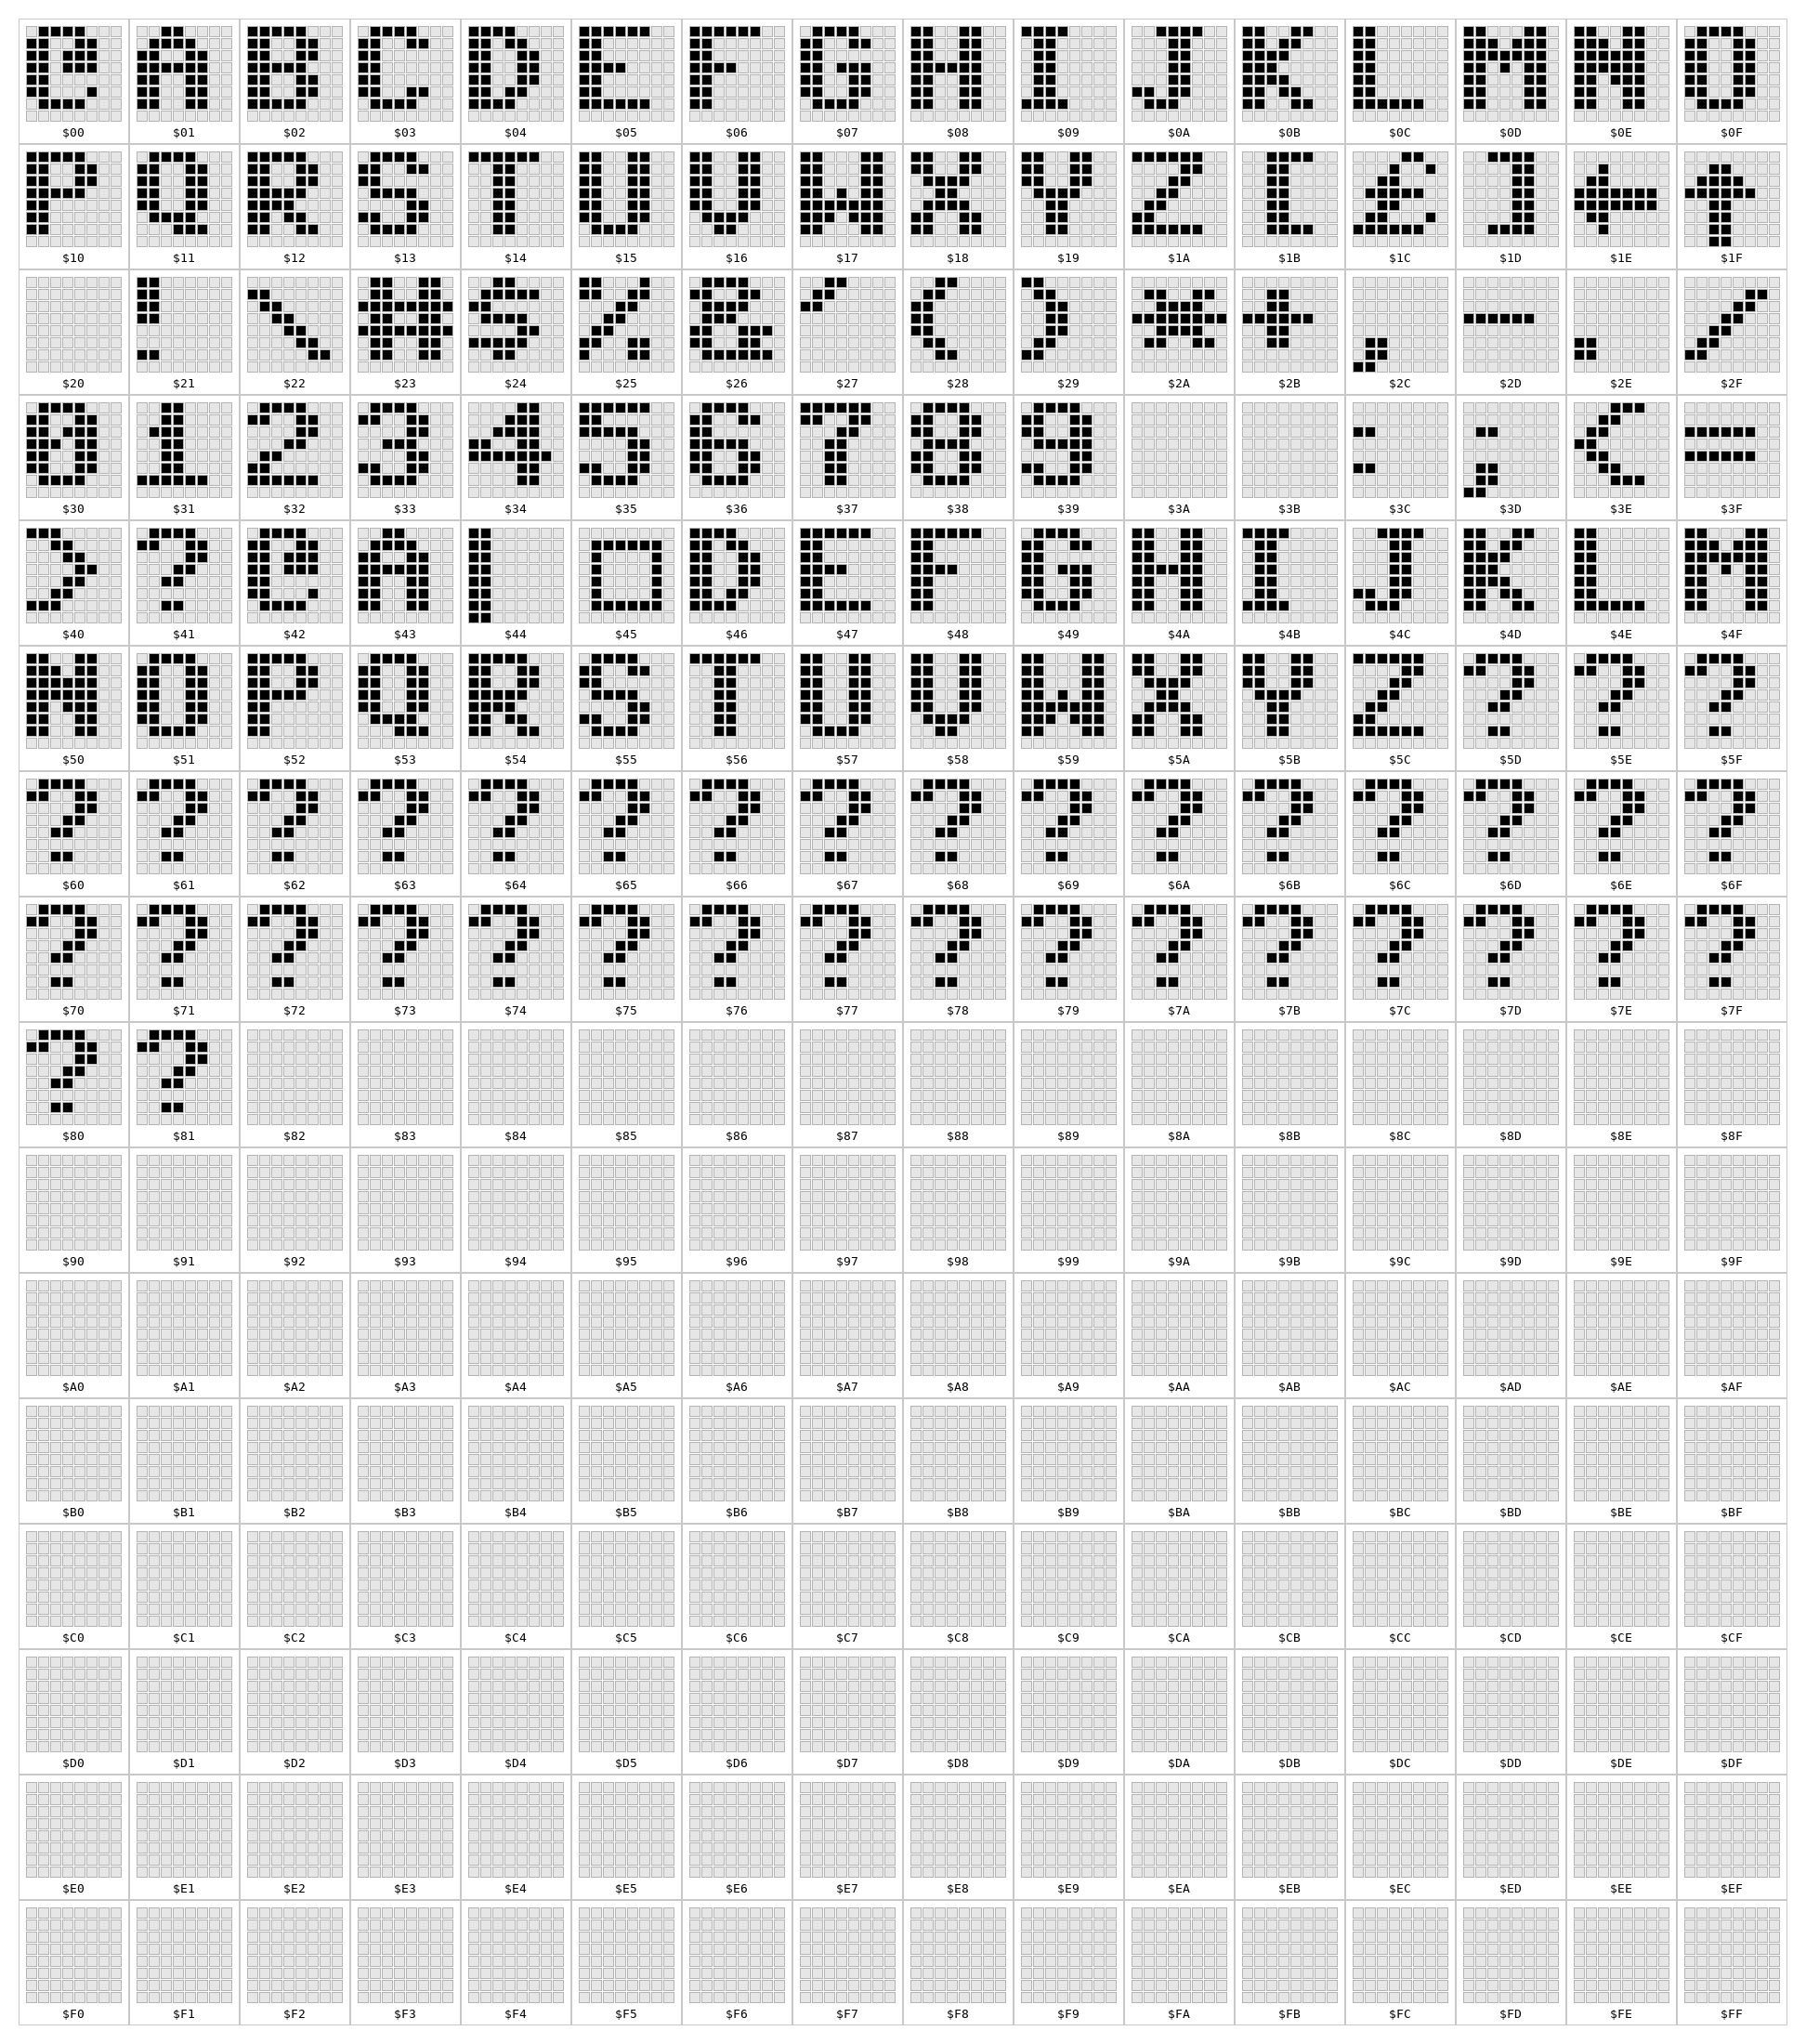 @ A B C D E F G H I J K L M N O
$00 $01 $02 $03 $04 $05 $06 $07 $08 $09 $0A $0B $0C $0D $0E $0F
P Q R S T U V W X Y Z [ £ ] ← ↑
$10 $11 $12 $13 $14 $15 $16 $17 $18 $19 $1A $1B $1C $1D $1E $1F
! \ # $ % & ' ( ) * + , - . /
$20 $21 $22 $23 $24 $25 $26 $27 $28 $29 $2A $2B $2C $2D $2E $2F
0 1 2 3 4 5 6 7 8 9 : ; < =
$30 $31 $32 $33 $34 $35 $36 $37 $38 $39 $3A $3B $3C $3D $3E $3F
> ? @ A | □ D E F G H I J K L M
$40 $41 $42 $43 $44 $45 $46 $47 $48 $49 $4A $4B $4C $4D $4E $4F
N O P Q R S T U V W X Y Z ? ? ?
$50 $51 $52 $53 $54 $55 $56 $57 $58 $59 $5A $5B $5C $5D $5E $5F
? ? ? ? ? ? ? ? ? ? ? ? ? ? ? ?
$60 $61 $62 $63 $64 $65 $66 $67 $68 $69 $6A $6B $6C $6D $6E $6F
? ? ? ? ? ? ? ? ? ? ? ? ? ? ? ?
$70 $71 $72 $73 $74 $75 $76 $77 $78 $79 $7A $7B $7C $7D $7E $7F
? ?
$80 $81 $82 $83 $84 $85 $86 $87 $88 $89 $8A $8B $8C $8D $8E $8F
$90 $91 $92 $93 $94 $95 $96 $97 $98 $99 $9A $9B $9C $9D $9E $9F
$A0 $A1 $A2 $A3 $A4 $A5 $A6 $A7 $A8 $A9 $AA $AB $AC $AD $AE $AF
$B0 $B1 $B2 $B3 $B4 $B5 $B6 $B7 $B8 $B9 $BA $BB $BC $BD $BE $BF
$C0 $C1 $C2 $C3 $C4 $C5 $C6 $C7 $C8 $C9 $CA $CB $CC $CD $CE $CF
$D0 $D1 $D2 $D3 $D4 $D5 $D6 $D7 $D8 $D9 $DA $DB $DC $DD $DE $DF
$E0 $E1 $E2 $E3 $E4 $E5 $E6 $E7 $E8 $E9 $EA $EB $EC $ED $EE $EF
$F0 $F1 $F2 $F3 $F4 $F5 $F6 $F7 $F8 $F9 $FA $FB $FC $FD $FE $FF